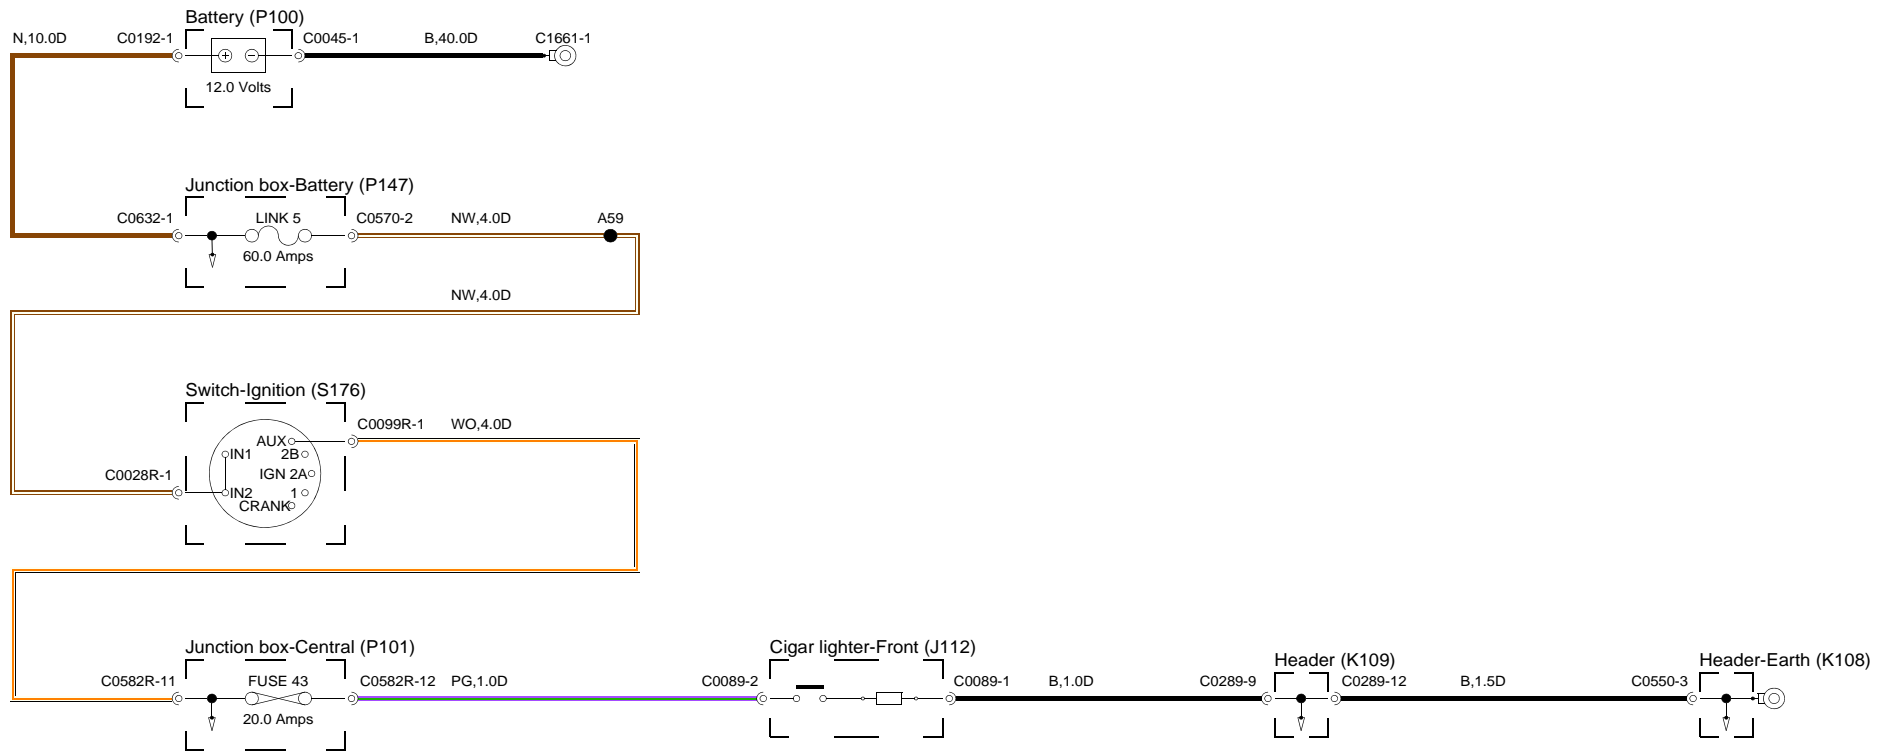 Battery (P100)
N,10.0D
C0192-1
C0045-1
B,40.0D
C1661-1
12.0 Volts
Junction box-Battery (P147)
C0632-1
LINK 5
C0570-2
NW,4.0D
A59
60.0 Amps
NW,4.0D
Switch-Ignition (S176)
C0099R-1
WO,4.0D
AUX
IN1
2B
C0028R-1
IGN 2A
IN2
1
CRANK
Junction box-Central (P101)
Cigar lighter-Front (J112)
Header (K109)
Header-Earth (K108)
C0582R-11
FUSE 43
C0582R-12
PG,1.0D
C0089-2
C0089-1
B,1.0D
C0289-9
C0289-12
B,1.5D
C0550-3
20.0 Amps